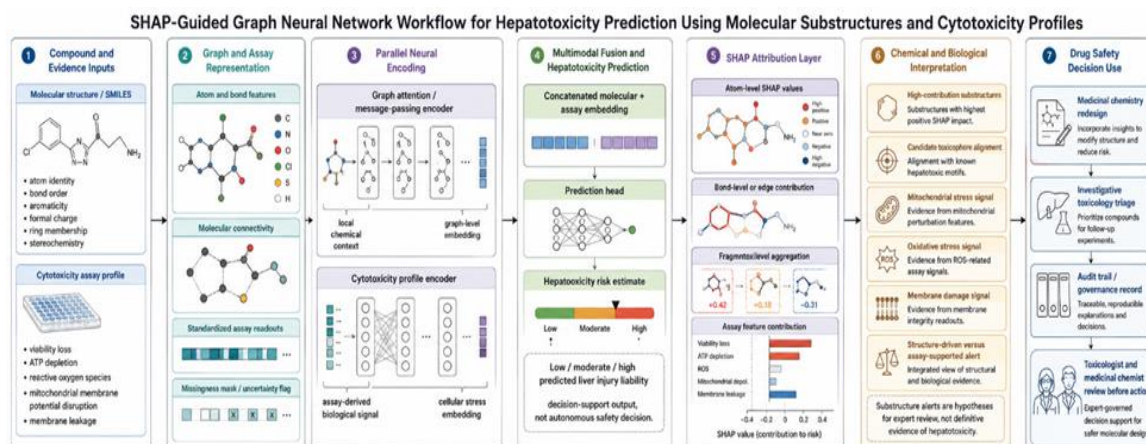 SHAP-Guided Graph Neural Network Workflow for Hepatotoxicity Prediction Using Molecular Substructures and Cytotoxicity Profiles
1 Compound and
Evidence Inputs
Molecular structure / SMILES
Cl
N
N
N
O
NH₂
• atom identity
• bond order
• aromaticity
• formal charge
• ring membership
• stereochemistry
Cytotoxicity assay profile
• viability loss
• ATP depletion
• reactive oxygen species
• mitochondrial membrane
potential disruption
• membrane leakage
2 Graph and Assay
Representation
Atom and bond features
C
N
O
Cl
S
H
Molecular connectivity
Standardized assay readouts
...
Missingness mask / uncertainty flag
x
x
...
3 Parallel Neural
Encoding
Graph attention /
message-passing encoder
...
local
chemical
context
graph-level
embedding
Cytotoxicity profile encoder
...
...
assay-derived
biological signal
cellular stress
embedding
4 Multimodal Fusion and
Hepatotoxicity Prediction
Concatenated molecular +
assay embedding
Prediction head
Hepatooxicity risk estimate
Low
Moderate
High
Low / moderate / high
predicted liver injury liability
decision-support output,
not autonomous safety decision.
5 SHAP Attribution Layer
Atom-level SHAP values
NH₂
High
positive
Positive
Near zero
Negative
High
negative
Bond-level or edge contribution
NH₂
Fragmntoxilevel aggregation
+0.42
+0.18
-0.31
Assay feature contribution
Viability loss
ATP depletion
ROS
Mitochondrial depol.
Membrane leakage
-0.4
-0.2
0
0.2
0.4
SHAP value (contribution to risk)
6 Chemical and Biological
Interpretation
High-contribution substructures
Substructures with highest
positive SHAP impact.
Candidate toxicosphore alignment
Alignment with known
hepatotoxic motifs.
Mitochondrial stress signal
Evidence from mitochondrial
perturbation features.
ROS
Oxidative stress signal
Evidence from ROS-related
assay signals.
Membrane damage signal
Evidence from membrane
integrity readouts.
Structure-driven versus
assay-supported alert
Integrated view of structural
and biological evidence.
Substructure alerts are hypotheses
for expert review, not definitive
evidence of hepatotoxicity.
7 Drug Safety
Decision Use
Medicinal chemistry
redesign
Incorporate insights to
modify structure and
reduce risk.
Investigative
toxicology triage
Prioritize compounds for
follow-up
experiments.
Audit trail /
governance record
Traceable, reproducible
explanations and
decisions.
Toxicologist and
medicinal chemist
review before actio
Expert-governed
decision support for
safer molecular desig